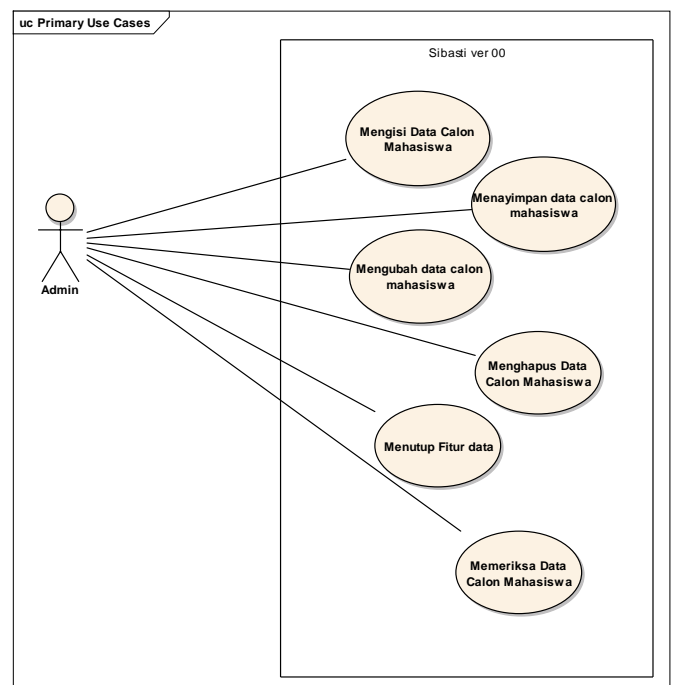 uc Primary Use Cases
Sibasti ver 00
Mengisi Data Calon
Mahasiswa
Menayimpan data calon
mahasiswa
Mengubah data calon
mahasiswa
Admin
Menghapus Data
Calon Mahasiswa
Menutup Fitur data
Memeriksa Data
Calon Mahasiswa